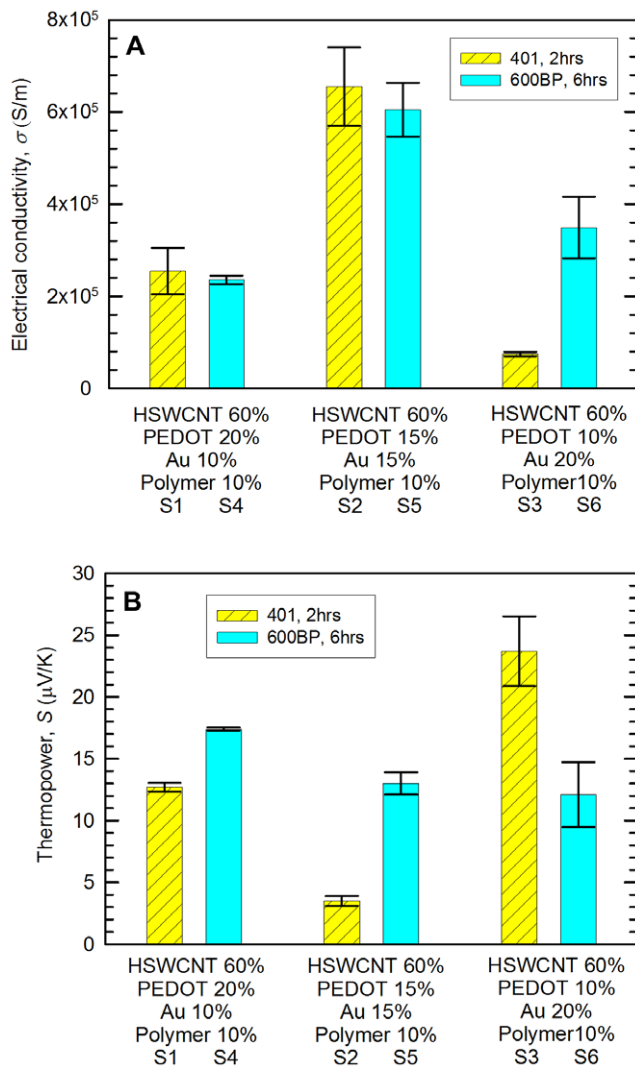 A
401, 2hrs
600BP, 6hrs
Electrical conductivity, σ (S/m)
8x10⁵
6x10⁵
4x10⁵
2x10⁵
0
HSWCNT 60% HSWCNT 60% HSWCNT 60%
PEDOT 20% PEDOT 15% PEDOT 10%
Au 10% Au 15% Au 20%
Polymer 10% Polymer 10% Polymer10%
S1 S4 S2 S5 S3 S6
B
401, 2hrs
600BP, 6hrs
Thermopower, S (μV/K)
30
25
20
15
10
5
0
HSWCNT 60% HSWCNT 60% HSWCNT 60%
PEDOT 20% PEDOT 15% PEDOT 10%
Au 10% Au 15% Au 20%
Polymer 10% Polymer 10% Polymer10%
S1 S4 S2 S5 S3 S6